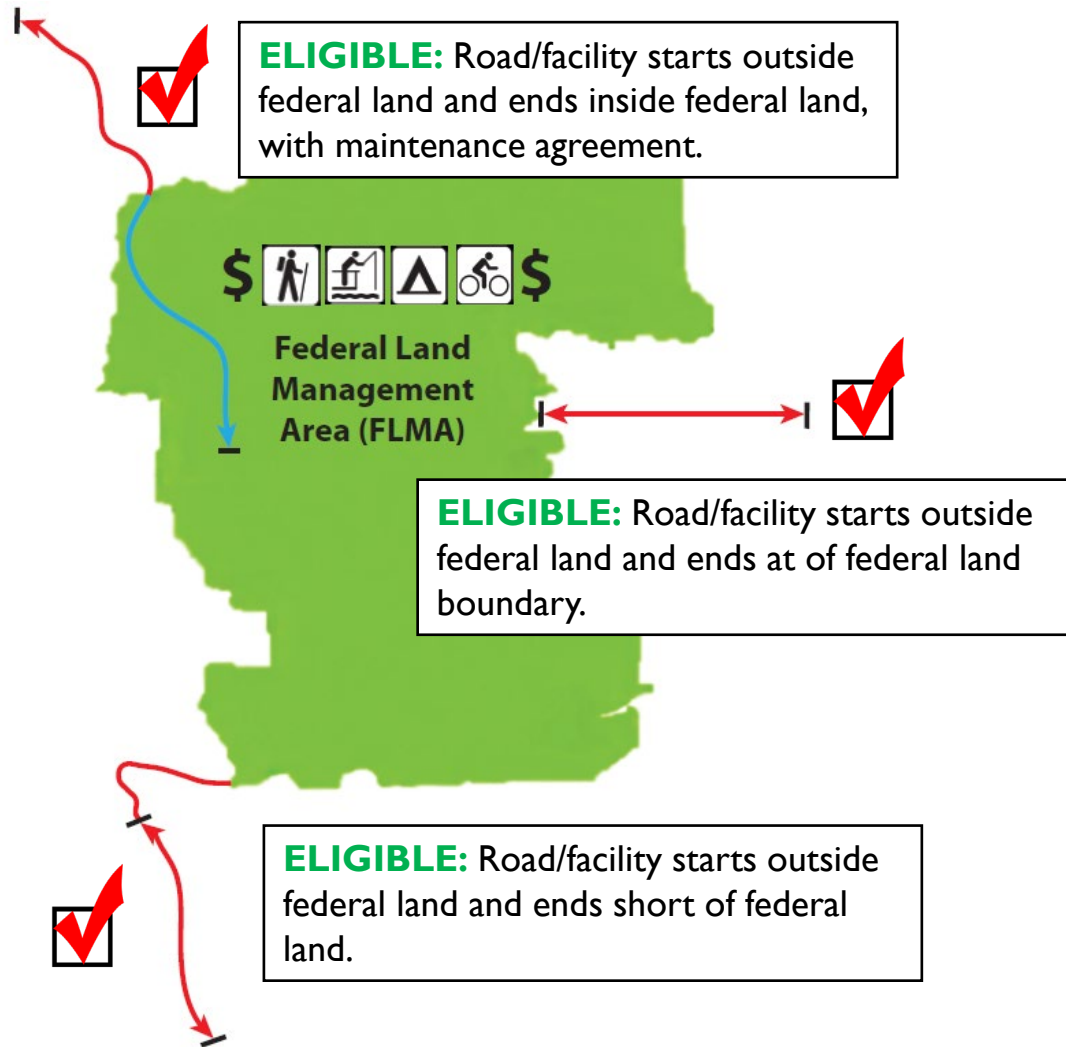 ELIGIBLE: Road/facility starts outside
federal land and ends inside federal land,
with maintenance agreement.
$ $
Federal Land
Management
Area (FLMA)
ELIGIBLE: Road/facility starts outside
federal land and ends at of federal land
boundary.
ELIGIBLE: Road/facility starts outside
federal land and ends short of federal
land.